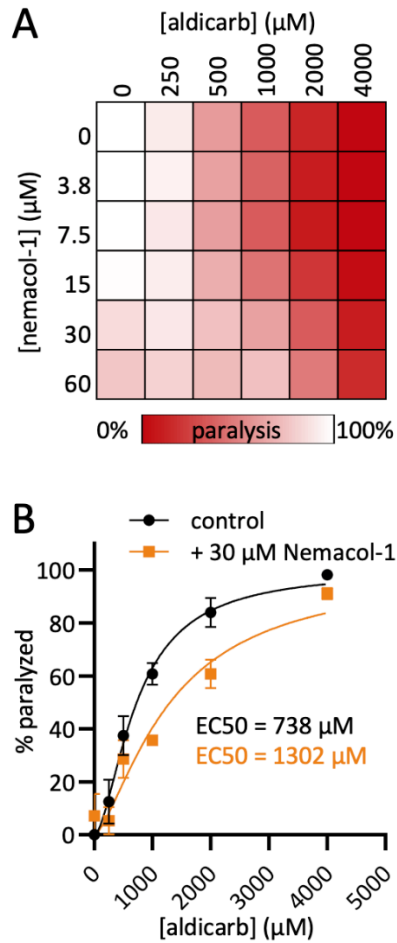 A
[aldicarb] (μM)
0 250 500 1000 2000 4000
[nemacol-1] (μM)
0
3.8
7.5
15
30
60
0% paralysis 100%
B
control
+ 30 μM Nemacol-1
% paralyzed
100
80
60
40
20
0
EC50 = 738 μM
EC50 = 1302 μM
0 1000 2000 3000 4000 5000
[aldicarb] (μM)